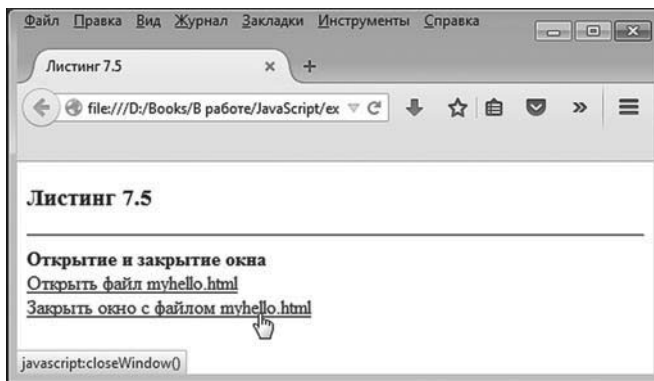 Файл Правка Вид Журнал Закладки Инструменты Справка
Листинг 7.5
file:///D:/Books/В работе/JavaScript/ex
Листинг 7.5
Открытие и закрытие окна
Открыть файл myhello.html
Закрыть окно с файлом myhello.html
javascript:closeWindow()